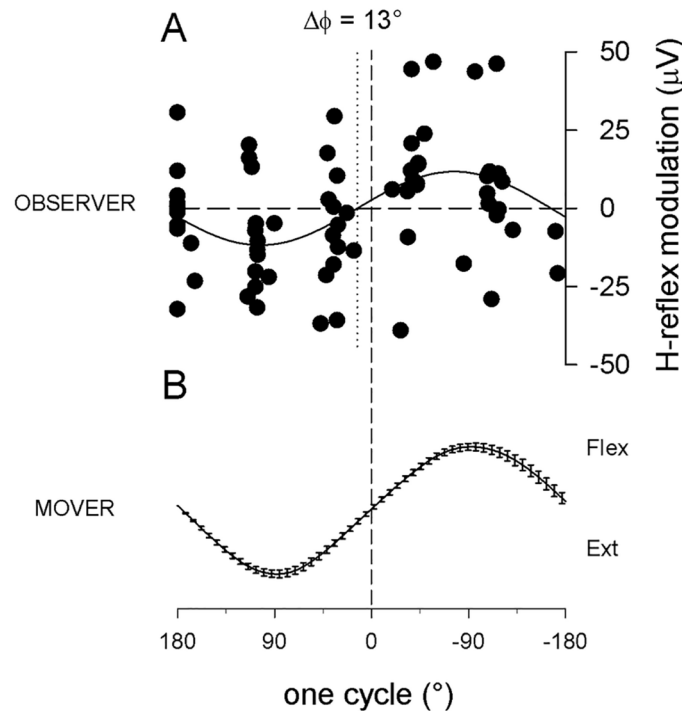 Δϕ = 13°
A
50
25
OBSERVER
0
-25
-50
H-reflex modulation (µV)
B
Flex
MOVER
Ext
180
90
0
-90
-180
one cycle (°)